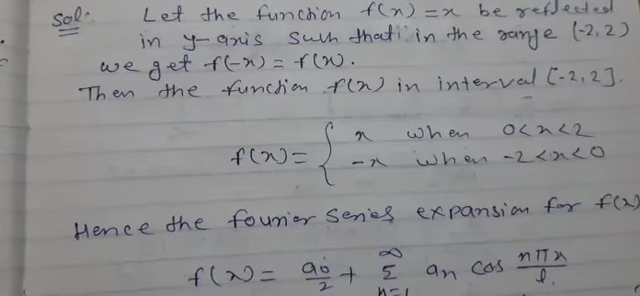 Sol: Let the function f(x) = x be reflected
in y-axis such that: in the range (-2,2)
we get f(-x) = f(x).
Then the function f(x) in interval [-2,2].
f(x) = { x when 0<x<2
-x when -2<x<0
Hence the fourier series expansion for f(x)
f(x) = a0/2 + ∞ Σ n=1 an cos nπx/l.